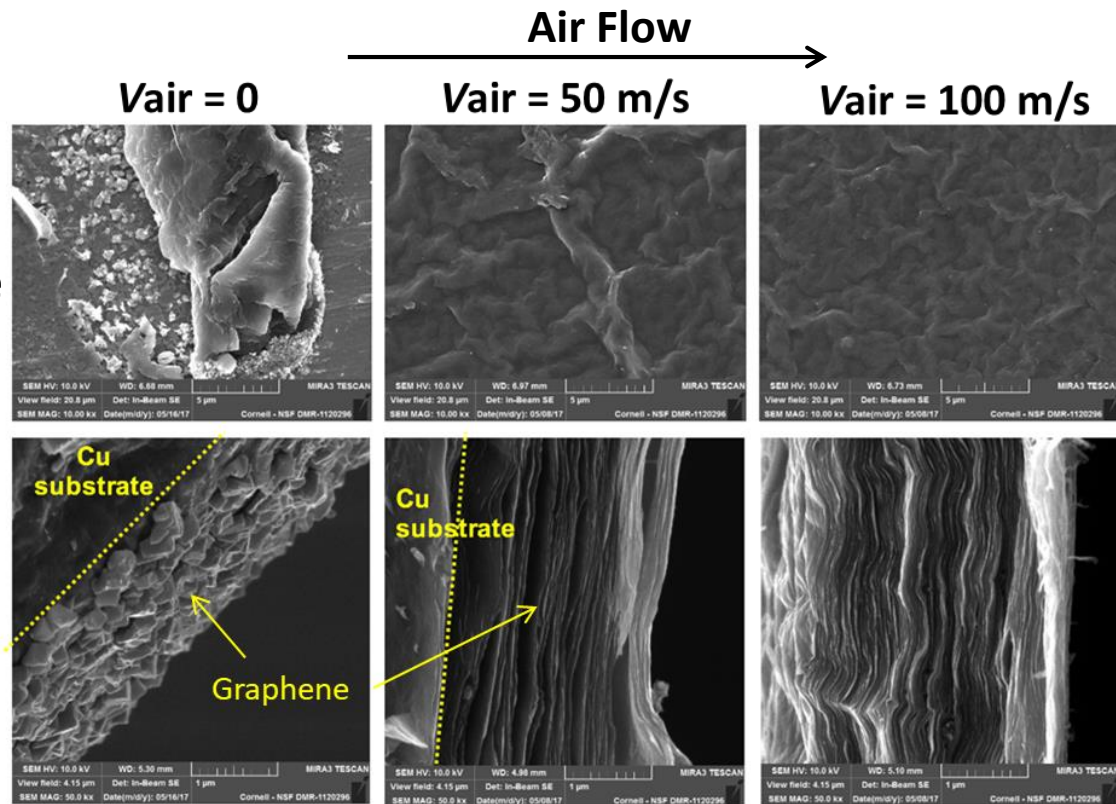 Air Flow
Vair = 0
Vair = 50 m/s
Vair = 100 m/s
e
SEM HV: 10.0 kV WD: 6.68 mm MIRA3 TESCAN
View field: 20.8 µm Det: In-Beam SE 5 µm
SEM MAG: 10.00 kx Date(m/d/y): 05/16/17 Cornell - NSF DMR-1120296
SEM HV: 10.0 kV WD: 6.97 mm MIRA3 TESCAN
View field: 20.8 µm Det: In-Beam SE 5 µm
SEM MAG: 10.00 kx Date(m/d/y): 05/08/17 Cornell - NSF DMR-1120296
SEM HV: 10.0 kV WD: 6.73 mm MIRA3 TESCAN
View field: 20.8 µm Det: In-Beam SE 5 µm
SEM MAG: 10.00 kx Date(m/d/y): 05/08/17 Cornell - NSF DMR-1120296
Cu
substrate
Cu
substrate
Graphene
SEM HV: 10.0 kV WD: 5.30 mm MIRA3 TESCAN
View field: 4.15 µm Det: In-Beam SE 1 µm
SEM MAG: 50.0 kx Date(m/d/y): 05/16/17 Cornell - NSF DMR-1120296
SEM HV: 10.0 kV WD: 4.98 mm MIRA3 TESCAN
View field: 4.15 µm Det: In-Beam SE 1 µm
SEM MAG: 50.0 kx Date(m/d/y): 05/08/17 Cornell - NSF DMR-1120296
SEM HV: 10.0 kV WD: 5.10 mm MIRA3 TESCAN
View field: 4.15 µm Det: In-Beam SE 1 µm
SEM MAG: 50.0 kx Date(m/d/y): 05/08/17 Cornell - NSF DMR-1120296